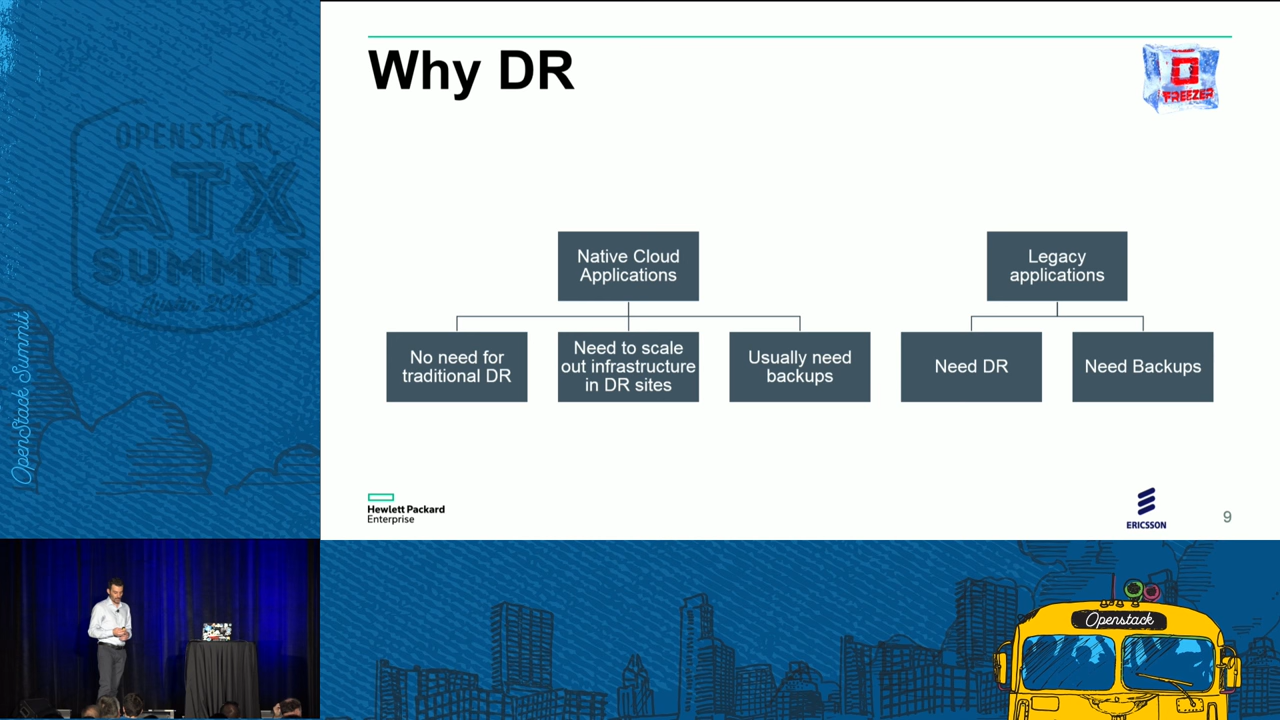 Why DR
FREEZER
OPENSTACK
ATX
SUMMIT
Austin 2016
OpenStack Summit
Native Cloud
Applications
Legacy
applications
No need for
traditional DR
Need to scale
out infrastructure
in DR sites
Usually need
backups
Need DR
Need Backups
Hewlett Packard
Enterprise
ERICSSON
9
Openstack